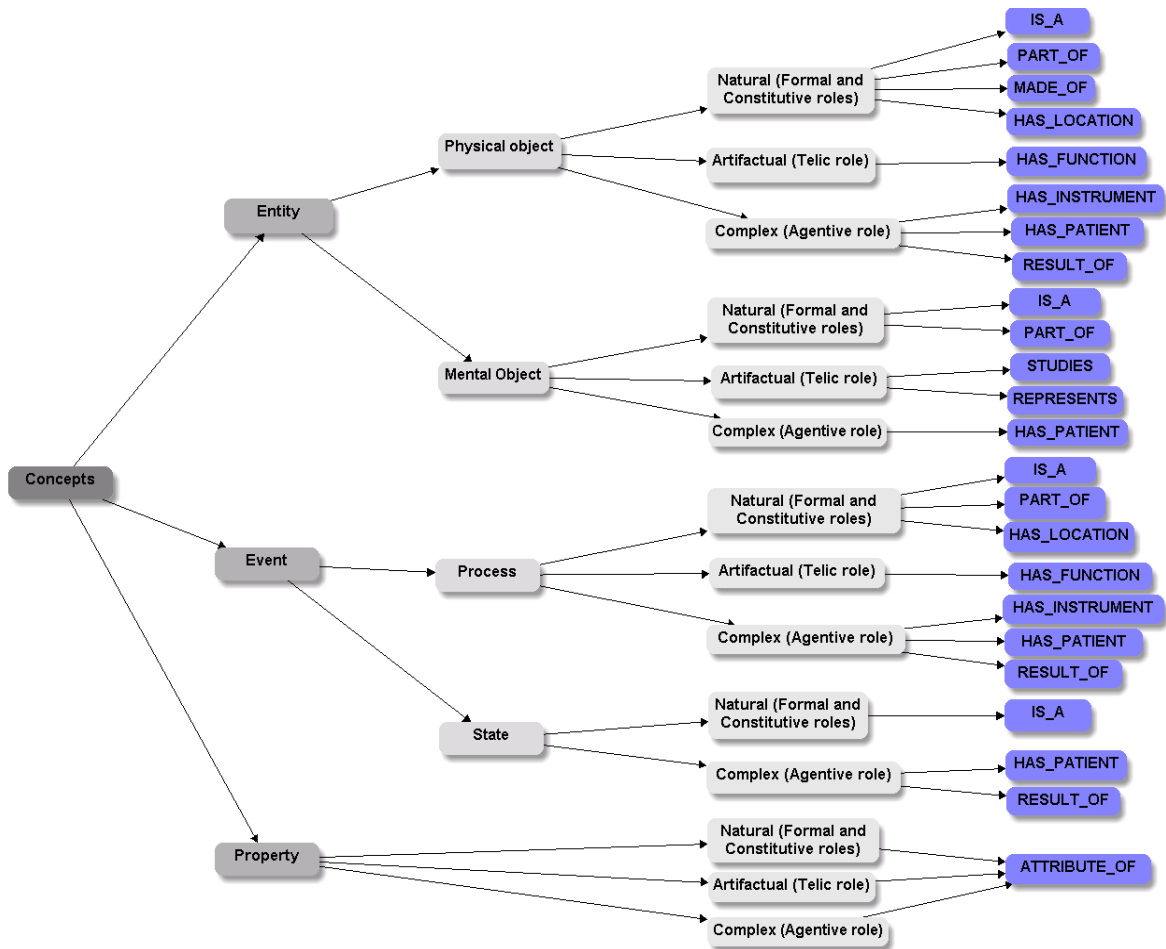 IS_A
PART_OF
Natural (Formal and
Constitutive roles)
MADE_OF
HAS_LOCATION
Physical object
Artifactual (Telic role)
HAS_FUNCTION
HAS_INSTRUMENT
Entity
Complex (Agentive role)
HAS_PATIENT
RESULT_OF
IS_A
Natural (Formal and
Constitutive roles)
PART_OF
STUDIES
Mental Object
Artifactual (Telic role)
REPRESENTS
Complex (Agentive role)
HAS_PATIENT
IS_A
Concepts
Natural (Formal and
Constitutive roles)
PART_OF
HAS_LOCATION
Event
Process
Artifactual (Telic role)
HAS_FUNCTION
HAS_INSTRUMENT
Complex (Agentive role)
HAS_PATIENT
RESULT_OF
Natural (Formal and
Constitutive roles)
IS_A
State
HAS_PATIENT
Complex (Agentive role)
RESULT_OF
Natural (Formal and
Constitutive roles)
Property
ATTRIBUTE_OF
Artifactual (Telic role)
Complex (Agentive role)